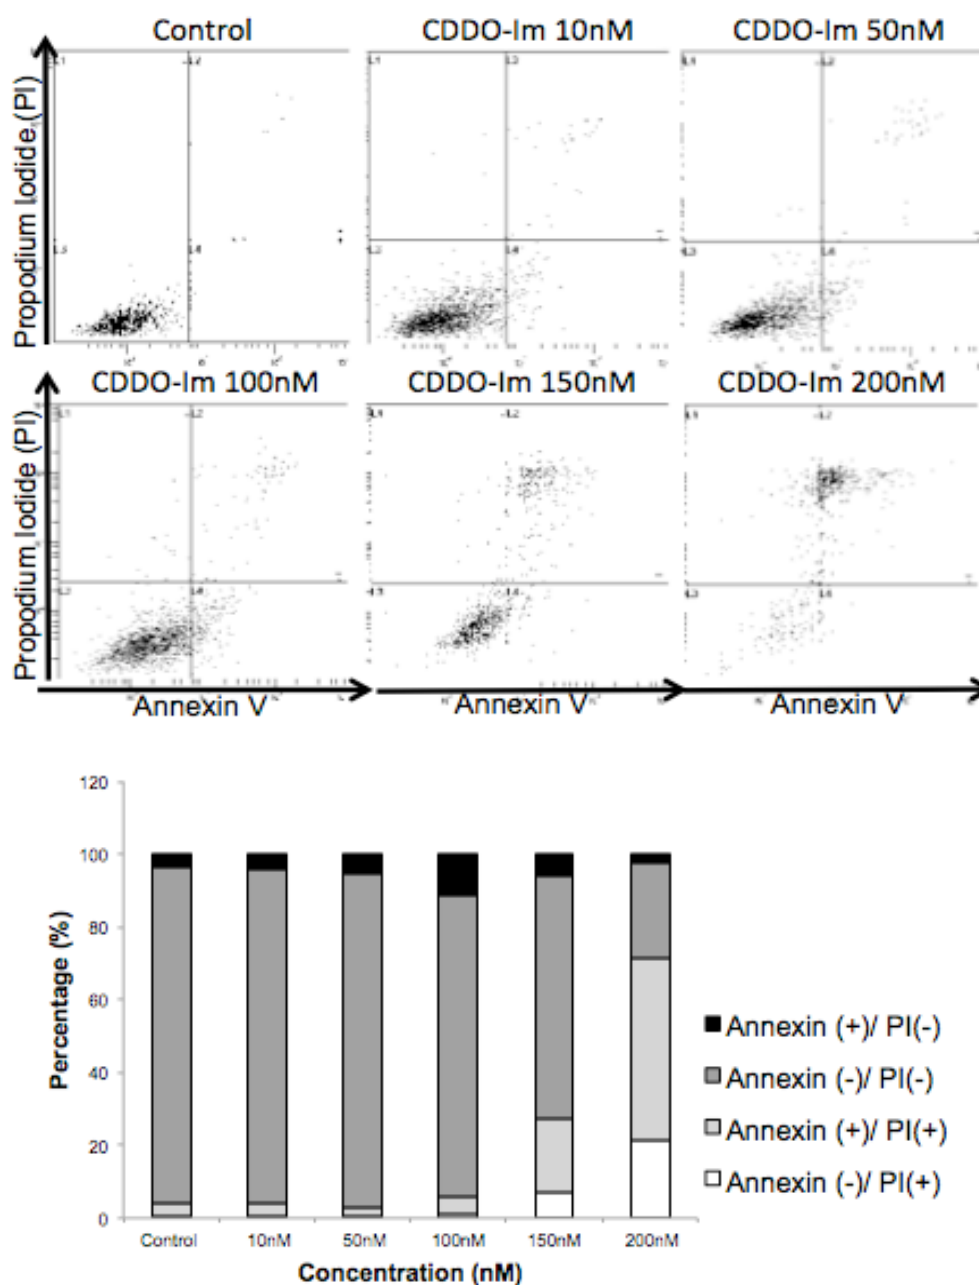 Control
CDDO-Im 10nM
CDDO-Im 50nM
Propodium Iodide (PI)
CDDO-Im 100nM
CDDO-Im 150nM
CDDO-Im 200nM
Propodium Iodide (PI)
Annexin V
Annexin V
Annexin V
120
100
80
60
40
20
0
Percentage (%)
Control
10nM
50nM
100nM
150nM
200nM
Concentration (nM)
Annexin (+)/ PI(-)
Annexin (-)/ PI(-)
Annexin (+)/ PI(+)
Annexin (-)/ PI(+)